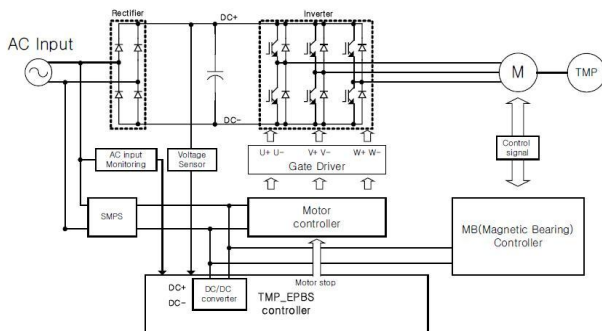 Rectifier
DC+
Inverter
AC Input
M
TMP
DC-
U+ U-
V+ V-
W+ W-
Gate Driver
Control
signal
AC input
Monitoring
Voltage
Sensor
SMPS
Motor
controller
MB(Magnetic Bearing)
Controller
Motor stop
DC+
DC-
DC/DC
converter
TMP_EPBS
controller